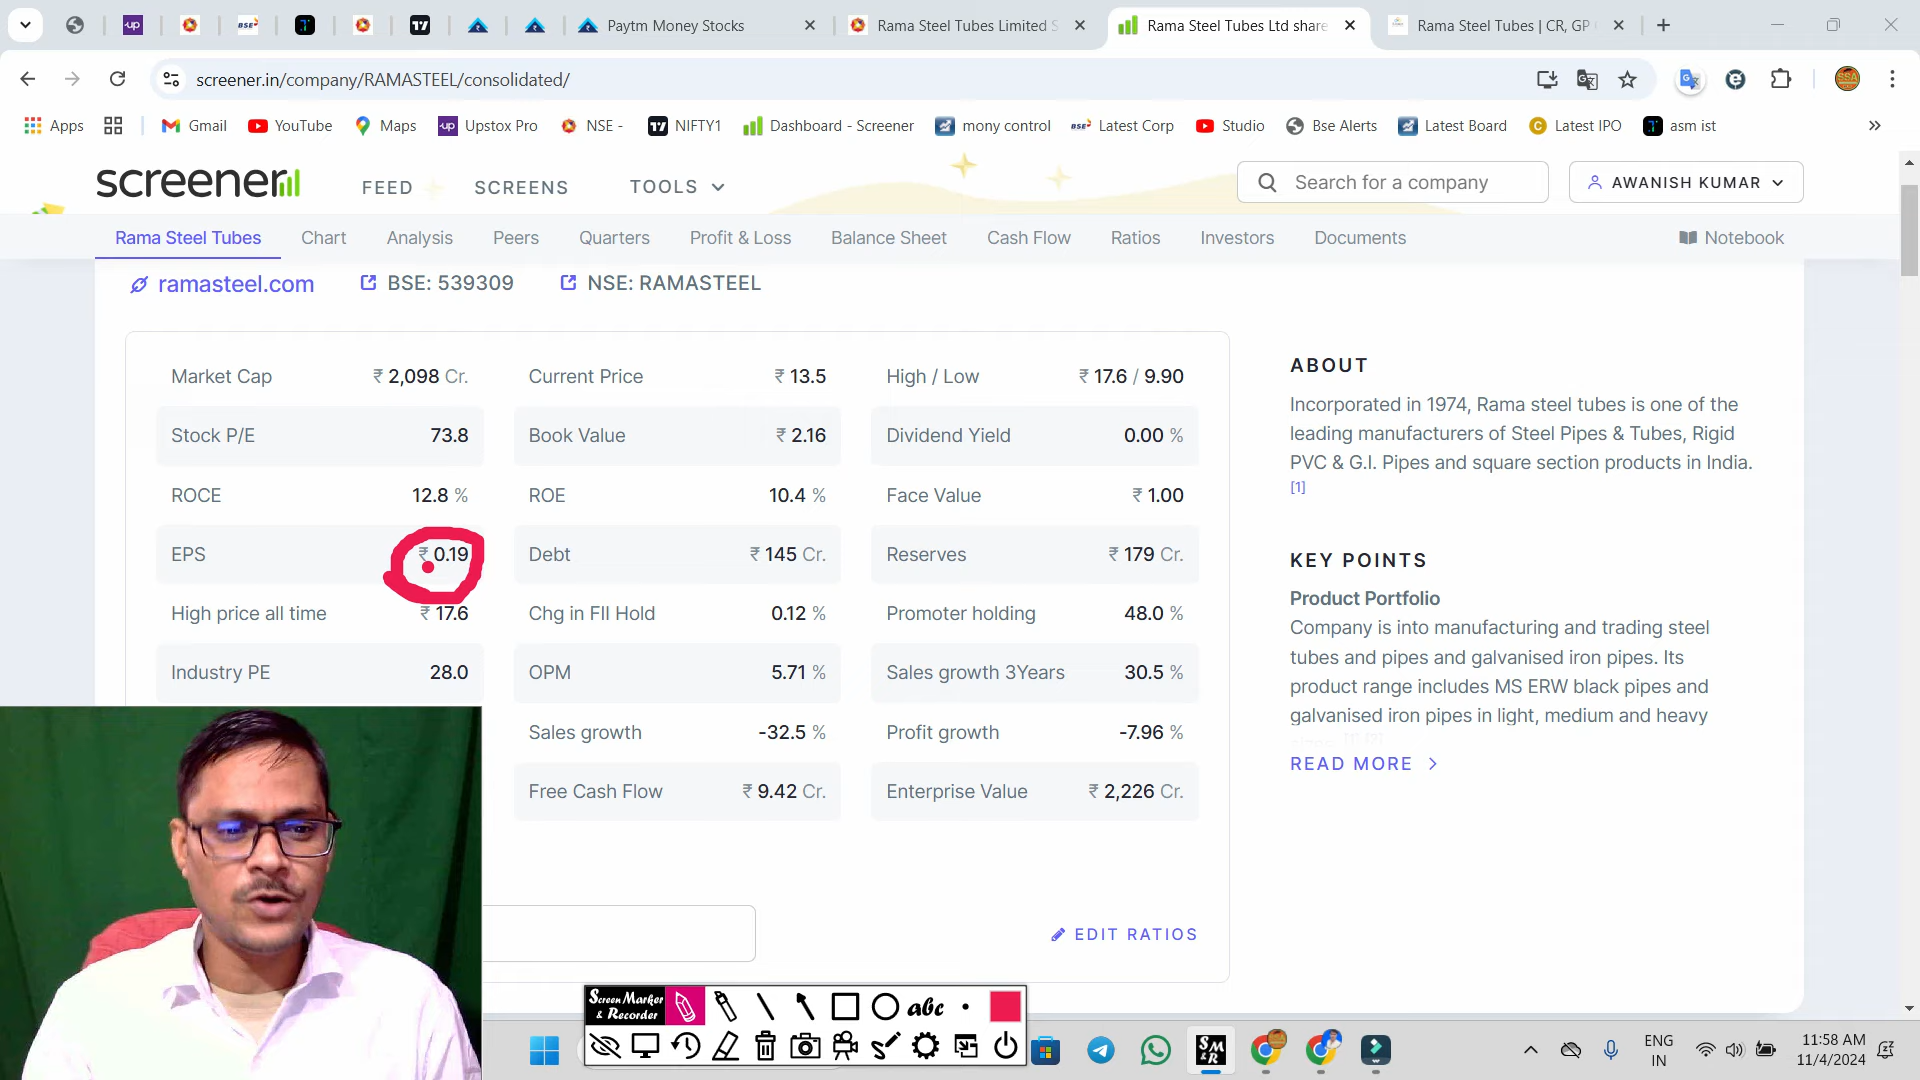 Paytm Money Stocks
Rama Steel Tubes Limited S
Rama Steel Tubes Ltd share
Rama Steel Tubes | CR, GP
screener.in/company/RAMASTEEL/consolidated/
Apps
Gmail
YouTube
Maps
Upstox Pro
NSE -
NIFTY1
Dashboard - Screener
mony control
Latest Corp
Studio
Bse Alerts
Latest Board
Latest IPO
asm ist
screener
FEED
SCREENS
TOOLS
Search for a company
AWANISH KUMAR
Rama Steel Tubes
Chart
Analysis
Peers
Quarters
Profit & Loss
Balance Sheet
Cash Flow
Ratios
Investors
Documents
Notebook
ramasteel.com
BSE: 539309
NSE: RAMASTEEL
Market Cap ₹ 2,098 Cr.
Current Price ₹ 13.5
High / Low ₹ 17.6 / 9.90
Stock P/E 73.8
Book Value ₹ 2.16
Dividend Yield 0.00 %
ROCE 12.8 %
ROE 10.4 %
Face Value ₹ 1.00
EPS ₹ 0.19
Debt ₹ 145 Cr.
Reserves ₹ 179 Cr.
High price all time ₹ 17.6
Chg in FII Hold 0.12 %
Promoter holding 48.0 %
Industry PE 28.0
OPM 5.71 %
Sales growth 3Years 30.5 %
Sales growth -32.5 %
Profit growth -7.96 %
Free Cash Flow ₹ 9.42 Cr.
Enterprise Value ₹ 2,226 Cr.
EDIT RATIOS
ABOUT
Incorporated in 1974, Rama steel tubes is one of the
leading manufacturers of Steel Pipes & Tubes, Rigid
PVC & G.I. Pipes and square section products in India.
[1]
KEY POINTS
Product Portfolio
Company is into manufacturing and trading steel
tubes and pipes and galvanised iron pipes. Its
product range includes MS ERW black pipes and
galvanised iron pipes in light, medium and heavy
READ MORE
Screen Marker
& Recorder
abc
SM
&R
ENG
IN
11:58 AM
11/4/2024